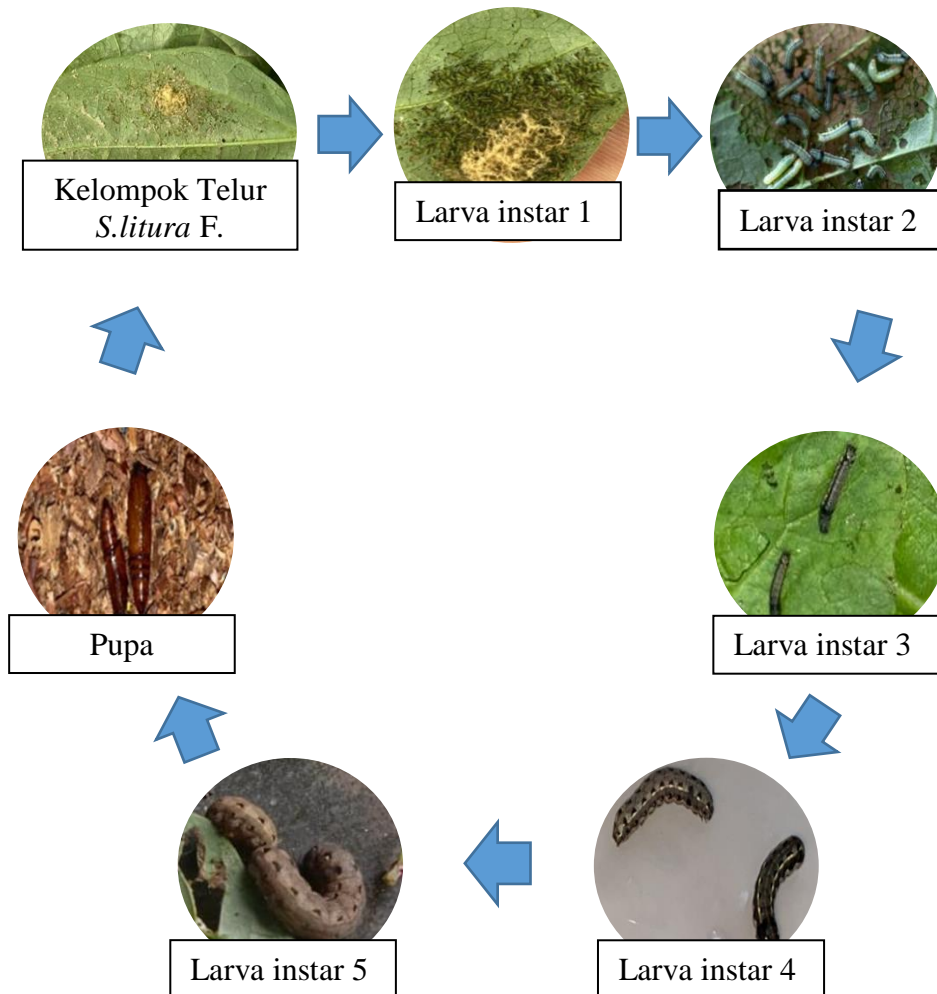 Kelompok Telur
S.litura F.
Larva instar 1
Larva instar 2
Larva instar 3
Larva instar 4
Larva instar 5
Pupa